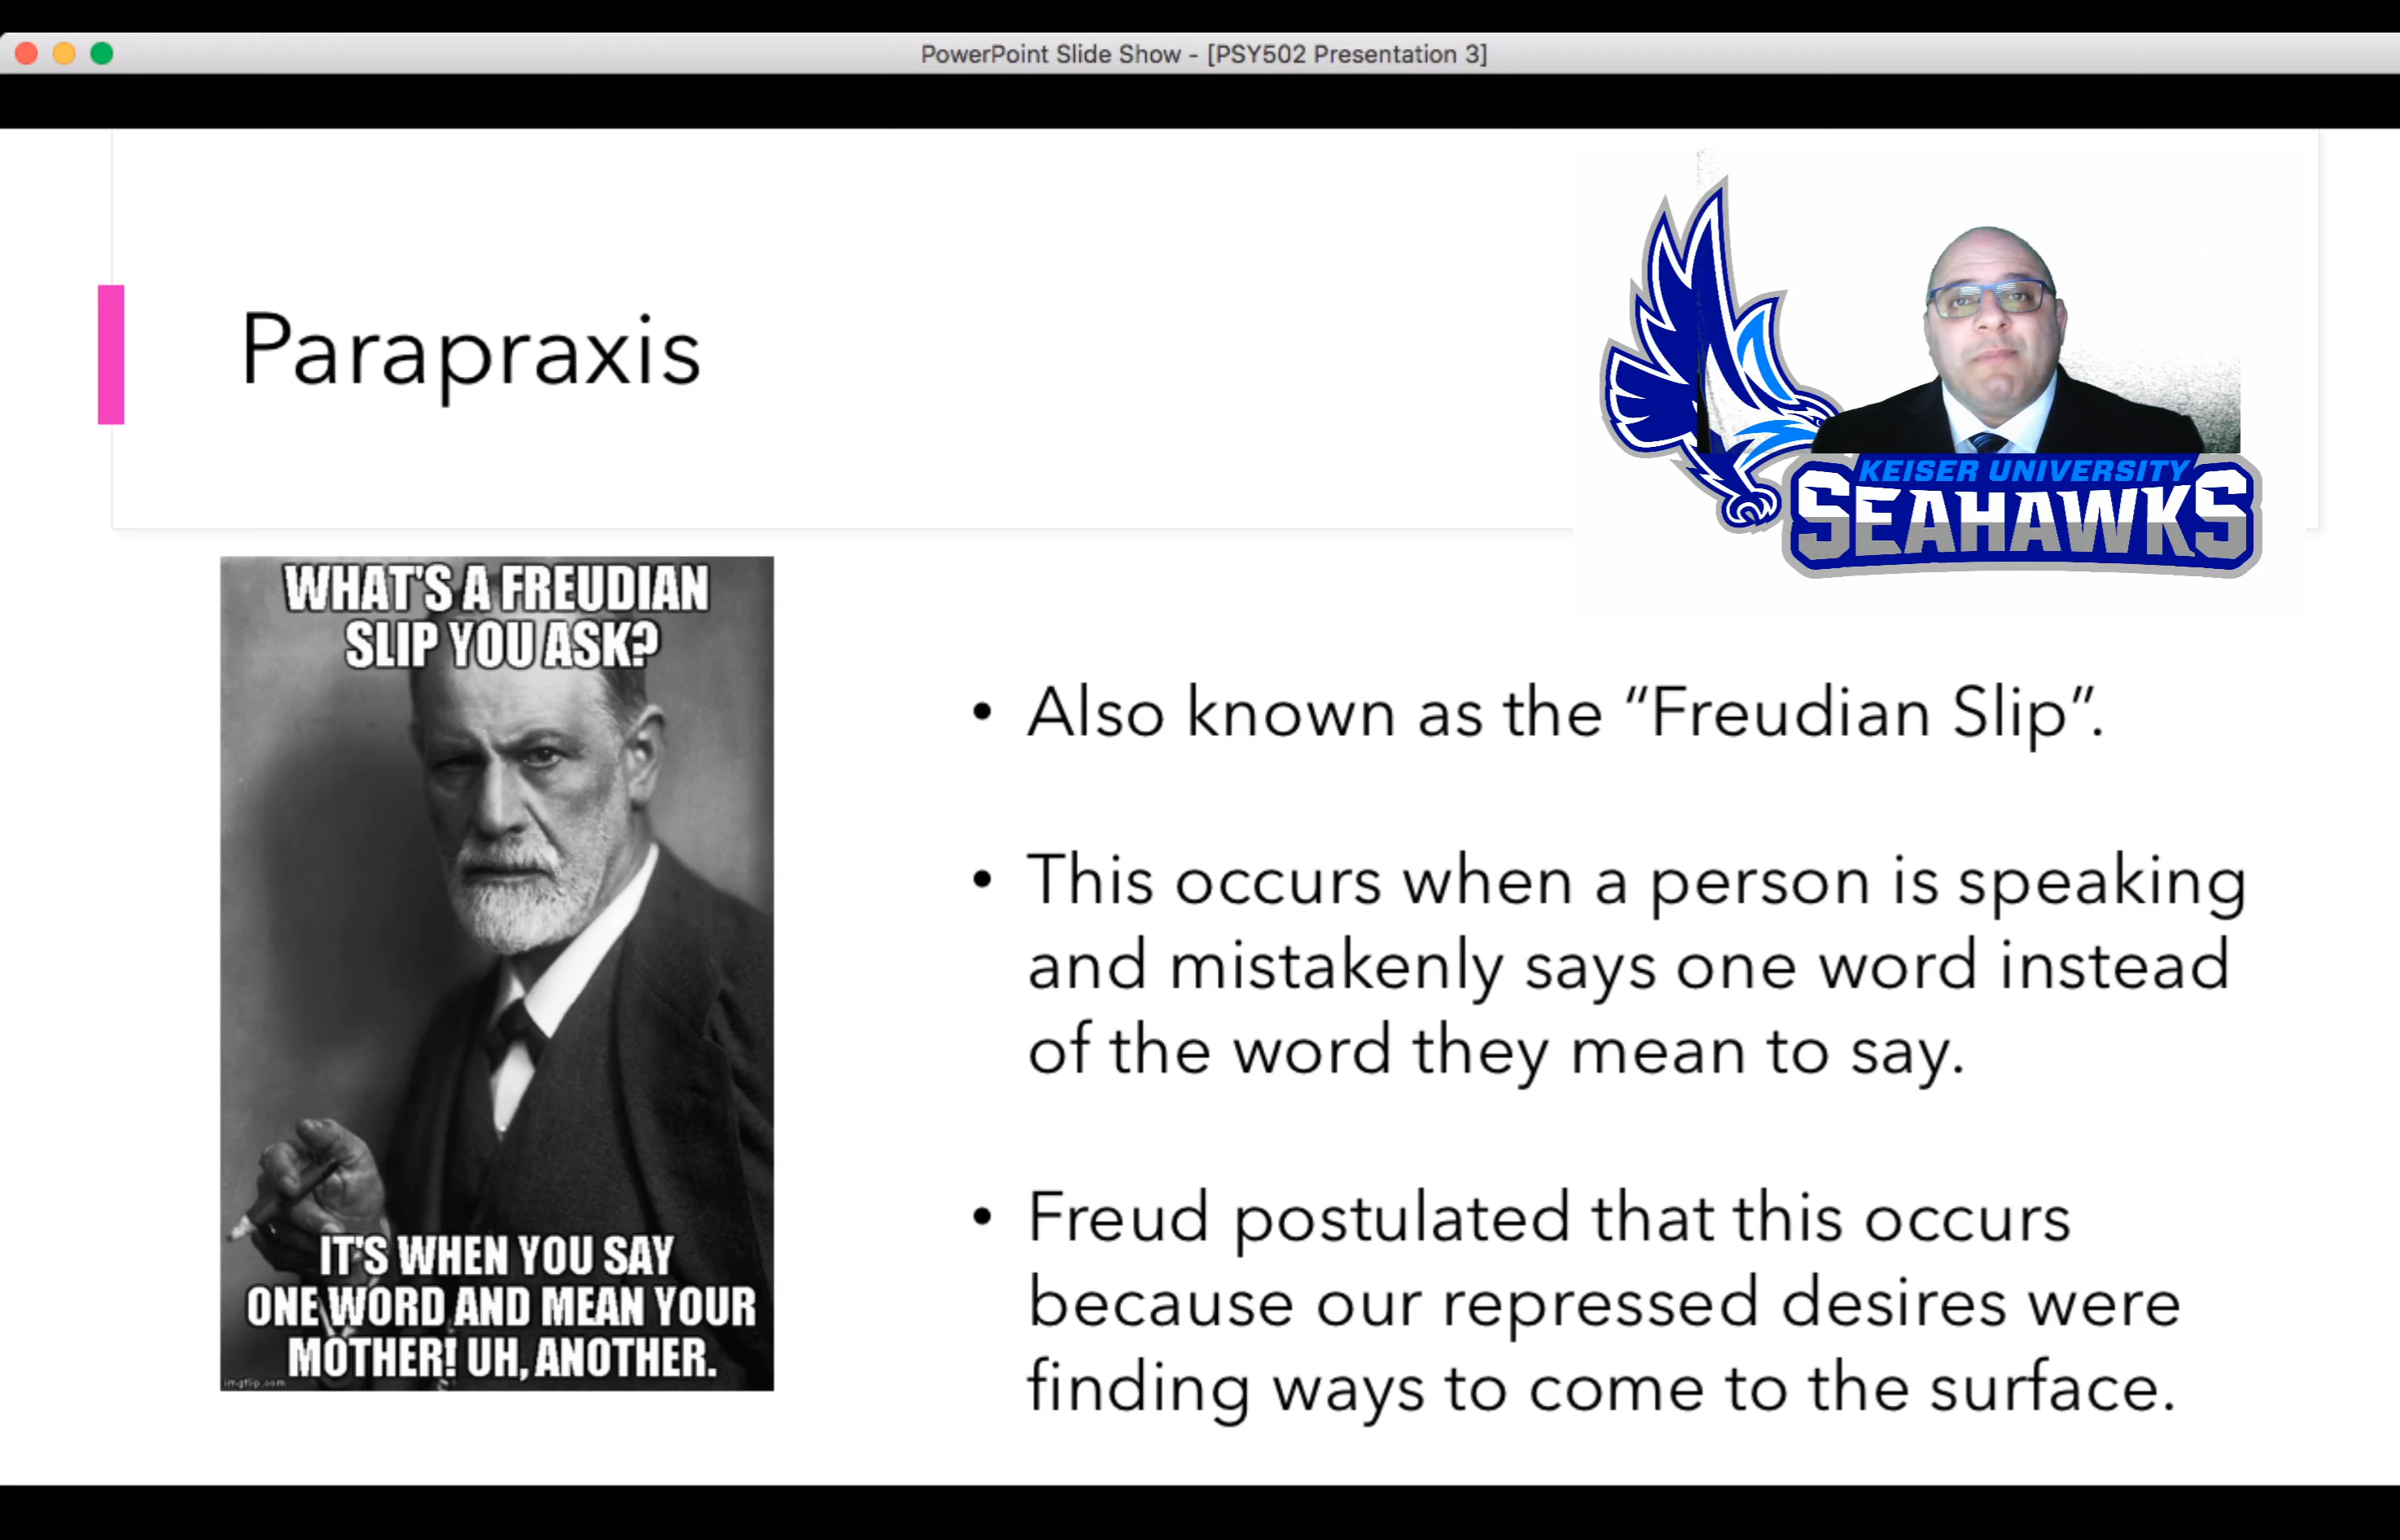 PowerPoint Slide Show - [PSY502 Presentation 3]
Parapraxis
KEISER UNIVERSITY
SEAHAWKS
WHAT'S A FREUDIAN
SLIP YOU ASK?
IT'S WHEN YOU SAY
ONE WORD AND MEAN YOUR
MOTHER! UH, ANOTHER.
imgflip.com
• Also known as the “Freudian Slip”.
• This occurs when a person is speaking
and mistakenly says one word instead
of the word they mean to say.
• Freud postulated that this occurs
because our repressed desires were
finding ways to come to the surface.